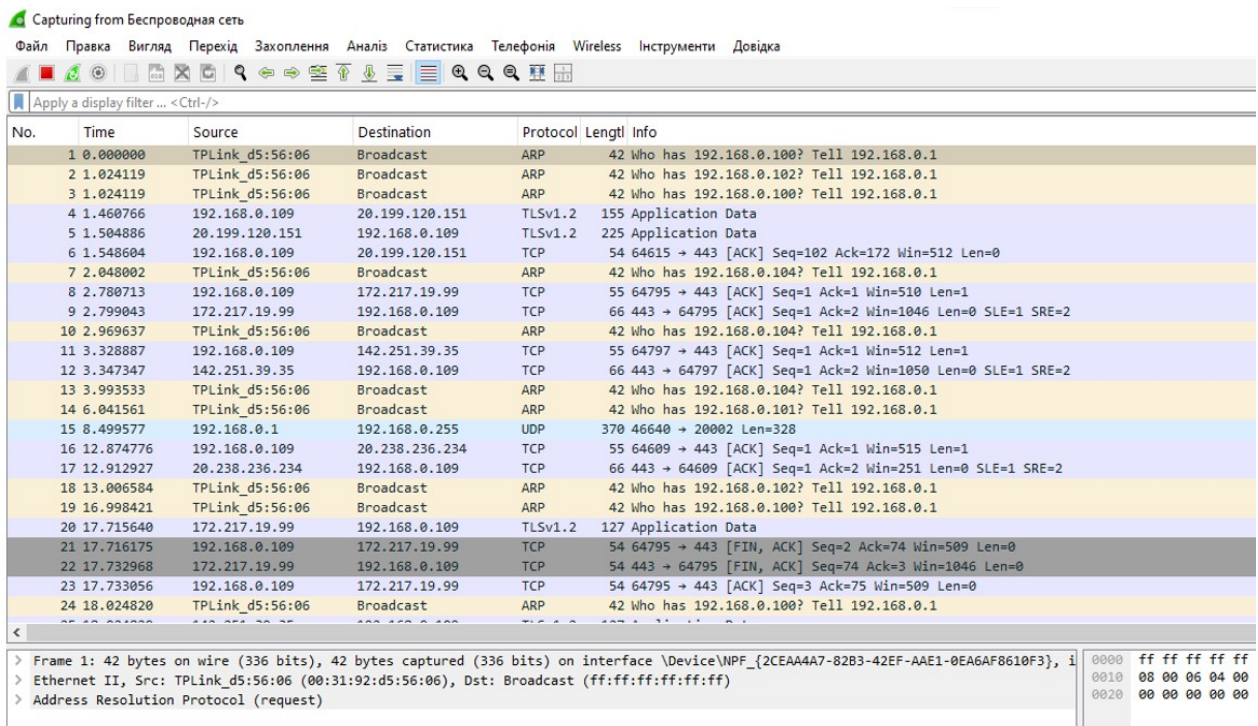 Capturing from Беспроводная сеть
Файл Правка Вигляд Перехід Захоплення Аналіз Статистика Телефонія Wireless Інструменти Довідка
Apply a display filter ... <Ctrl-/>
No. Time Source Destination Protocol Lengtl Info
1 0.000000 TPLink_d5:56:06 Broadcast ARP 42 Who has 192.168.0.100? Tell 192.168.0.1
2 1.024119 TPLink_d5:56:06 Broadcast ARP 42 Who has 192.168.0.102? Tell 192.168.0.1
3 1.024119 TPLink_d5:56:06 Broadcast ARP 42 Who has 192.168.0.100? Tell 192.168.0.1
4 1.460766 192.168.0.109 20.199.120.151 TLSv1.2 155 Application Data
5 1.504886 20.199.120.151 192.168.0.109 TLSv1.2 225 Application Data
6 1.548604 192.168.0.109 20.199.120.151 TCP 54 64615 → 443 [ACK] Seq=102 Ack=172 Win=512 Len=0
7 2.048002 TPLink_d5:56:06 Broadcast ARP 42 Who has 192.168.0.104? Tell 192.168.0.1
8 2.780713 192.168.0.109 172.217.19.99 TCP 55 64795 → 443 [ACK] Seq=1 Ack=1 Win=510 Len=1
9 2.799043 172.217.19.99 192.168.0.109 TCP 66 443 → 64795 [ACK] Seq=1 Ack=2 Win=1046 Len=0 SLE=1 SRE=2
10 2.969637 TPLink_d5:56:06 Broadcast ARP 42 Who has 192.168.0.104? Tell 192.168.0.1
11 3.328887 192.168.0.109 142.251.39.35 TCP 55 64797 → 443 [ACK] Seq=1 Ack=1 Win=512 Len=1
12 3.347347 142.251.39.35 192.168.0.109 TCP 66 443 → 64797 [ACK] Seq=1 Ack=2 Win=1050 Len=0 SLE=1 SRE=2
13 3.993533 TPLink_d5:56:06 Broadcast ARP 42 Who has 192.168.0.104? Tell 192.168.0.1
14 6.041561 TPLink_d5:56:06 Broadcast ARP 42 Who has 192.168.0.101? Tell 192.168.0.1
15 8.499577 192.168.0.1 192.168.0.255 UDP 370 46640 → 20002 Len=328
16 12.874776 192.168.0.109 20.238.236.234 TCP 55 64609 → 443 [ACK] Seq=1 Ack=1 Win=515 Len=1
17 12.912927 20.238.236.234 192.168.0.109 TCP 66 443 → 64609 [ACK] Seq=1 Ack=2 Win=251 Len=0 SLE=1 SRE=2
18 13.006584 TPLink_d5:56:06 Broadcast ARP 42 Who has 192.168.0.102? Tell 192.168.0.1
19 16.998421 TPLink_d5:56:06 Broadcast ARP 42 Who has 192.168.0.100? Tell 192.168.0.1
20 17.715640 172.217.19.99 192.168.0.109 TLSv1.2 127 Application Data
21 17.716175 192.168.0.109 172.217.19.99 TCP 54 64795 → 443 [FIN, ACK] Seq=2 Ack=74 Win=509 Len=0
22 17.732968 172.217.19.99 192.168.0.109 TCP 54 443 → 64795 [FIN, ACK] Seq=74 Ack=3 Win=1046 Len=0
23 17.733056 192.168.0.109 172.217.19.99 TCP 54 64795 → 443 [ACK] Seq=3 Ack=75 Win=509 Len=0
24 18.024820 TPLink_d5:56:06 Broadcast ARP 42 Who has 192.168.0.100? Tell 192.168.0.1
> Frame 1: 42 bytes on wire (336 bits), 42 bytes captured (336 bits) on interface \Device\NPF_{2CEAA4A7-82B3-42EF-AAE1-0EA6AF8610F3}, i
> Ethernet II, Src: TPLink_d5:56:06 (00:31:92:d5:56:06), Dst: Broadcast (ff:ff:ff:ff:ff:ff)
> Address Resolution Protocol (request)
0000 ff ff ff ff ff
0010 08 00 06 04 00
0020 00 00 00 00 00